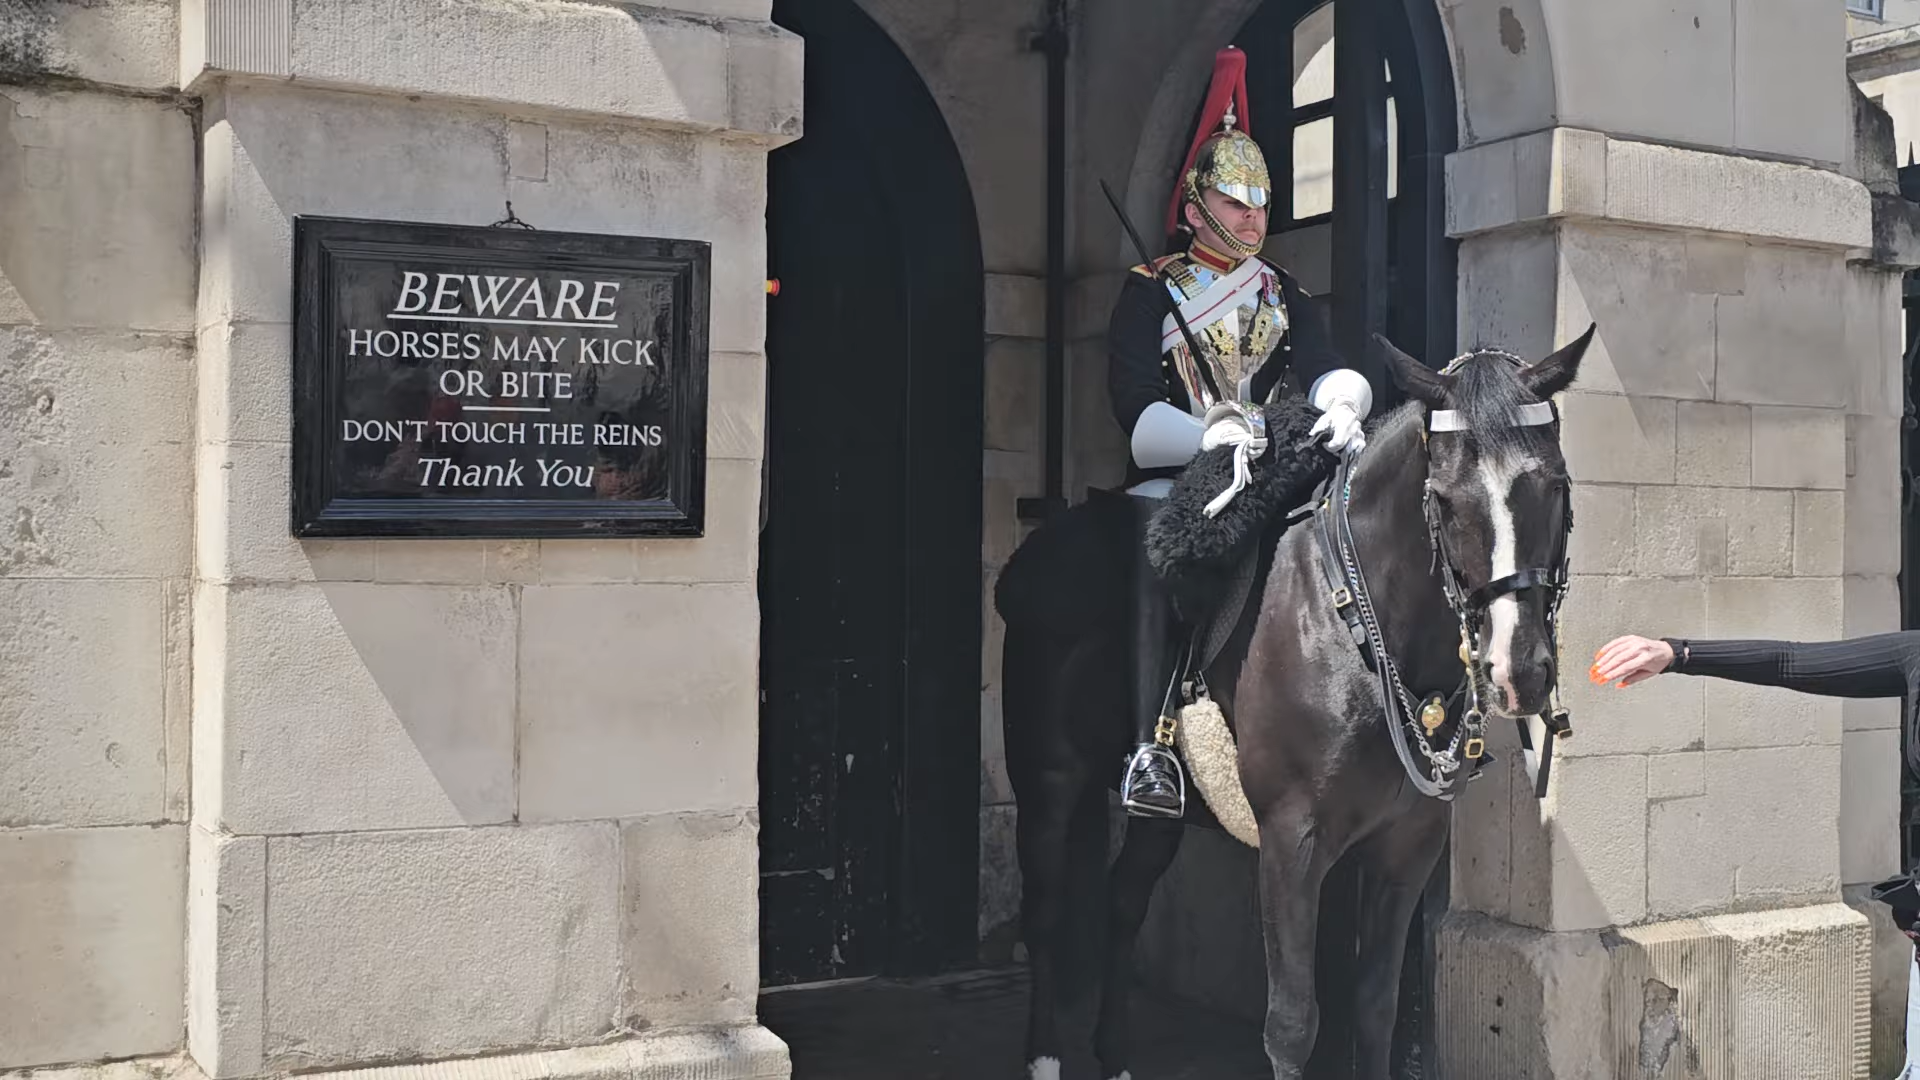 BEWARE
HORSES MAY KICK
OR BITE
DON'T TOUCH THE REINS
Thank You